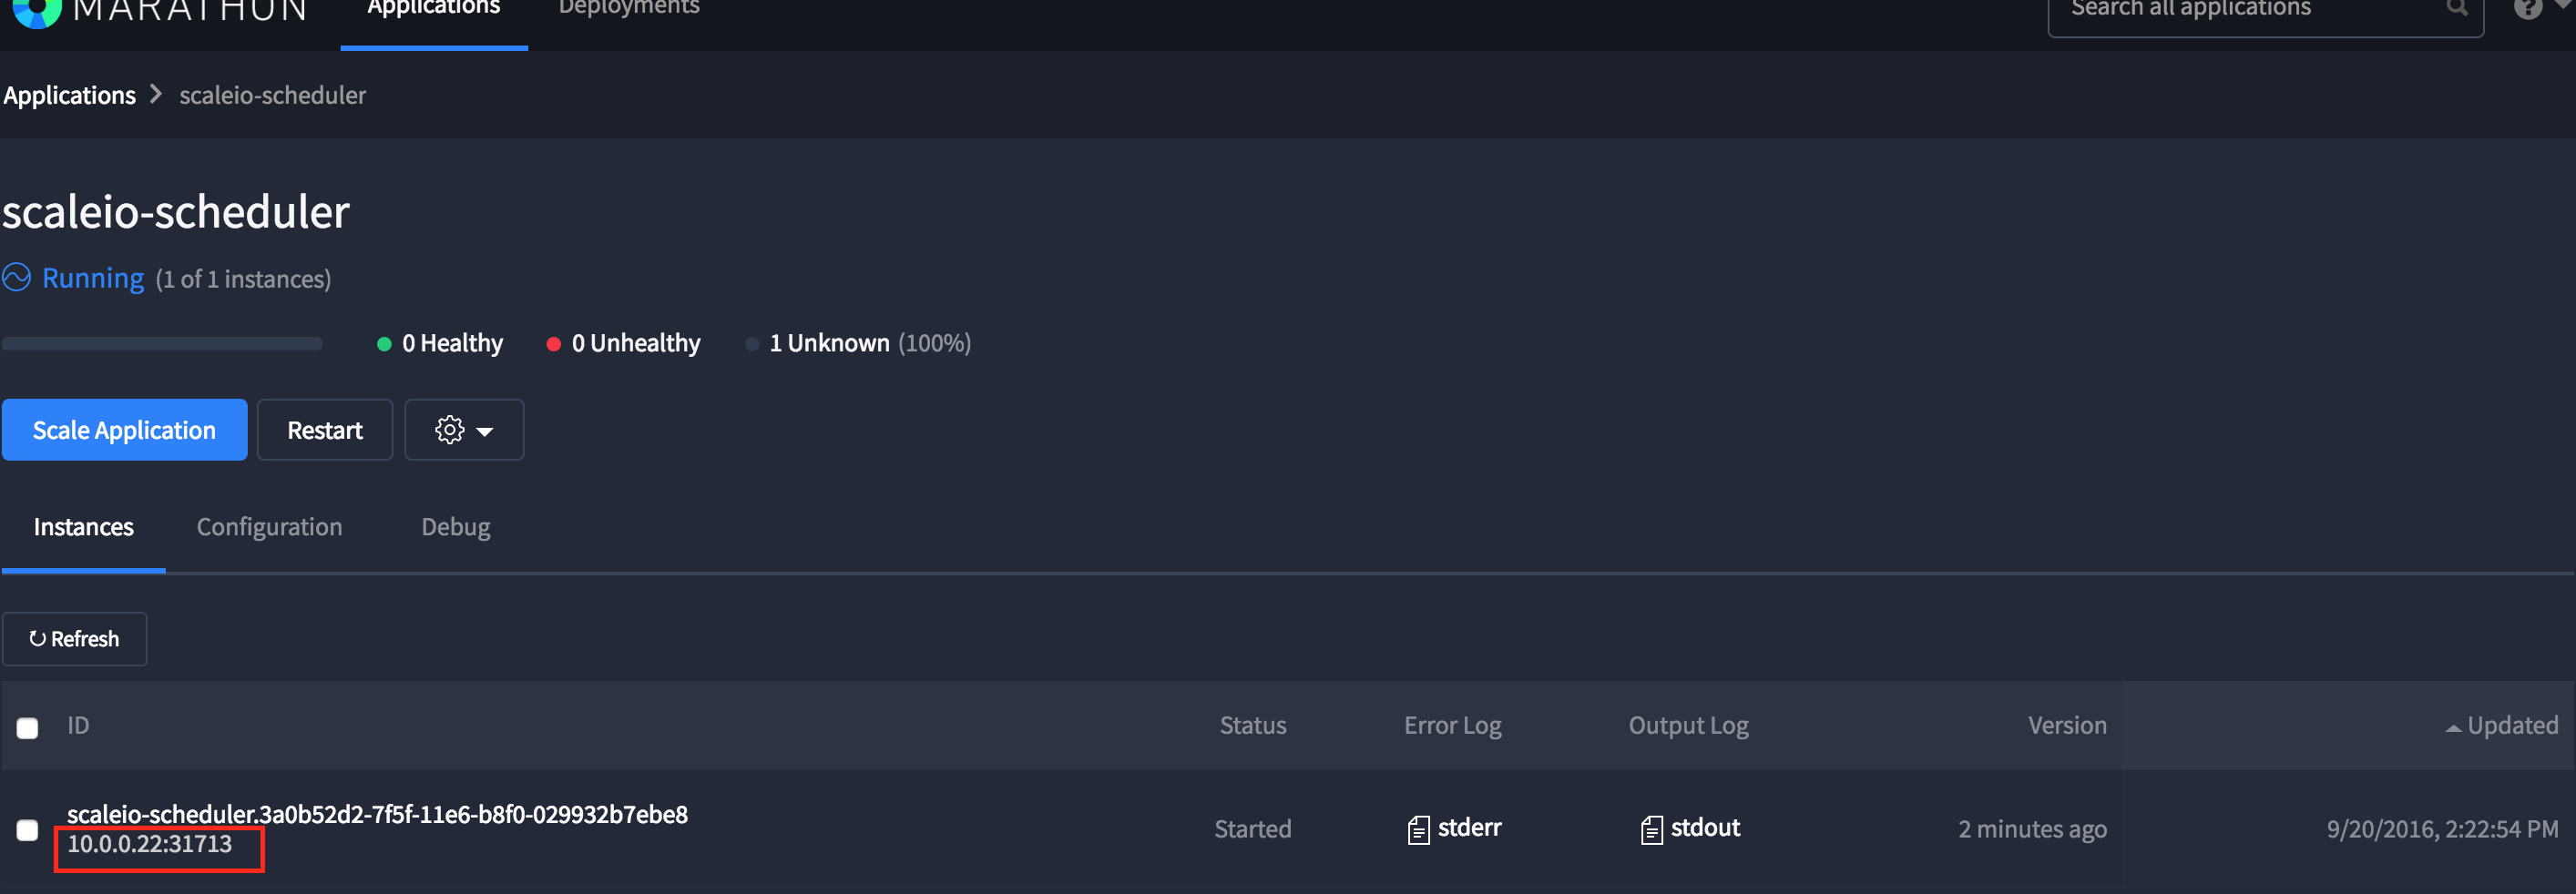 MARATHON Applications Deployments Search all applications ?
Applications > scaleio-scheduler
scaleio-scheduler
Running (1 of 1 instances)
0 Healthy 0 Unhealthy 1 Unknown (100%)
Scale Application Restart
Instances Configuration Debug
Refresh
ID Status Error Log Output Log Version Updated
scaleio-scheduler.3a0b52d2-7f5f-11e6-b8f0-029932b7ebe8
10.0.0.22:31713 Started stderr stdout 2 minutes ago 9/20/2016, 2:22:54 PM